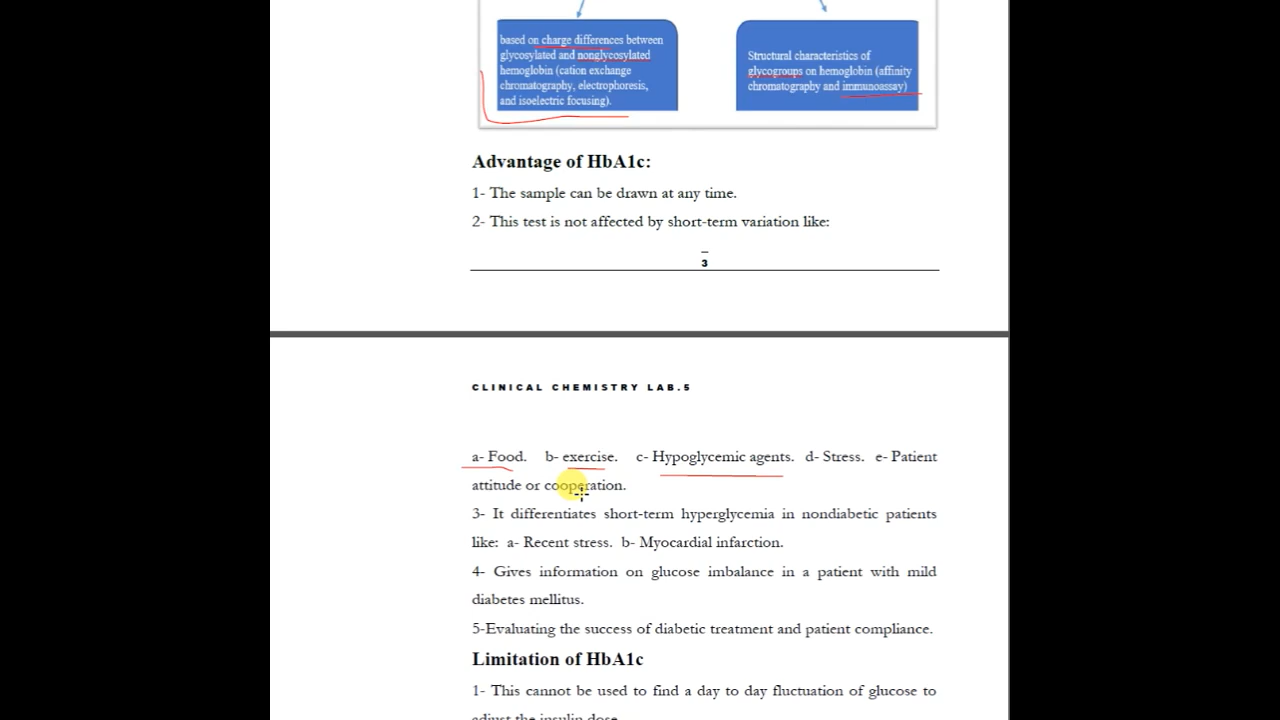 based on charge differences between
glycosylated and nonglycosylated
hemoglobin (cation exchange
chromatography, electrophoresis,
and isoelectric focusing).
Structural characteristics of
glycogroups on hemoglobin (affinity
chromatography and immunoassay)
Advantage of HbA1c:
1- The sample can be drawn at any time.
2- This test is not affected by short-term variation like:
3
CLINICAL CHEMISTRY LAB.5
a- Food. b- exercise. c- Hypoglycemic agents. d- Stress. e- Patient
attitude or cooperation.
3- It differentiates short-term hyperglycemia in nondiabetic patients
like: a- Recent stress. b- Myocardial infarction.
4- Gives information on glucose imbalance in a patient with mild
diabetes mellitus.
5-Evaluating the success of diabetic treatment and patient compliance.
Limitation of HbA1c
1- This cannot be used to find a day to day fluctuation of glucose to
adjust the insulin dose.